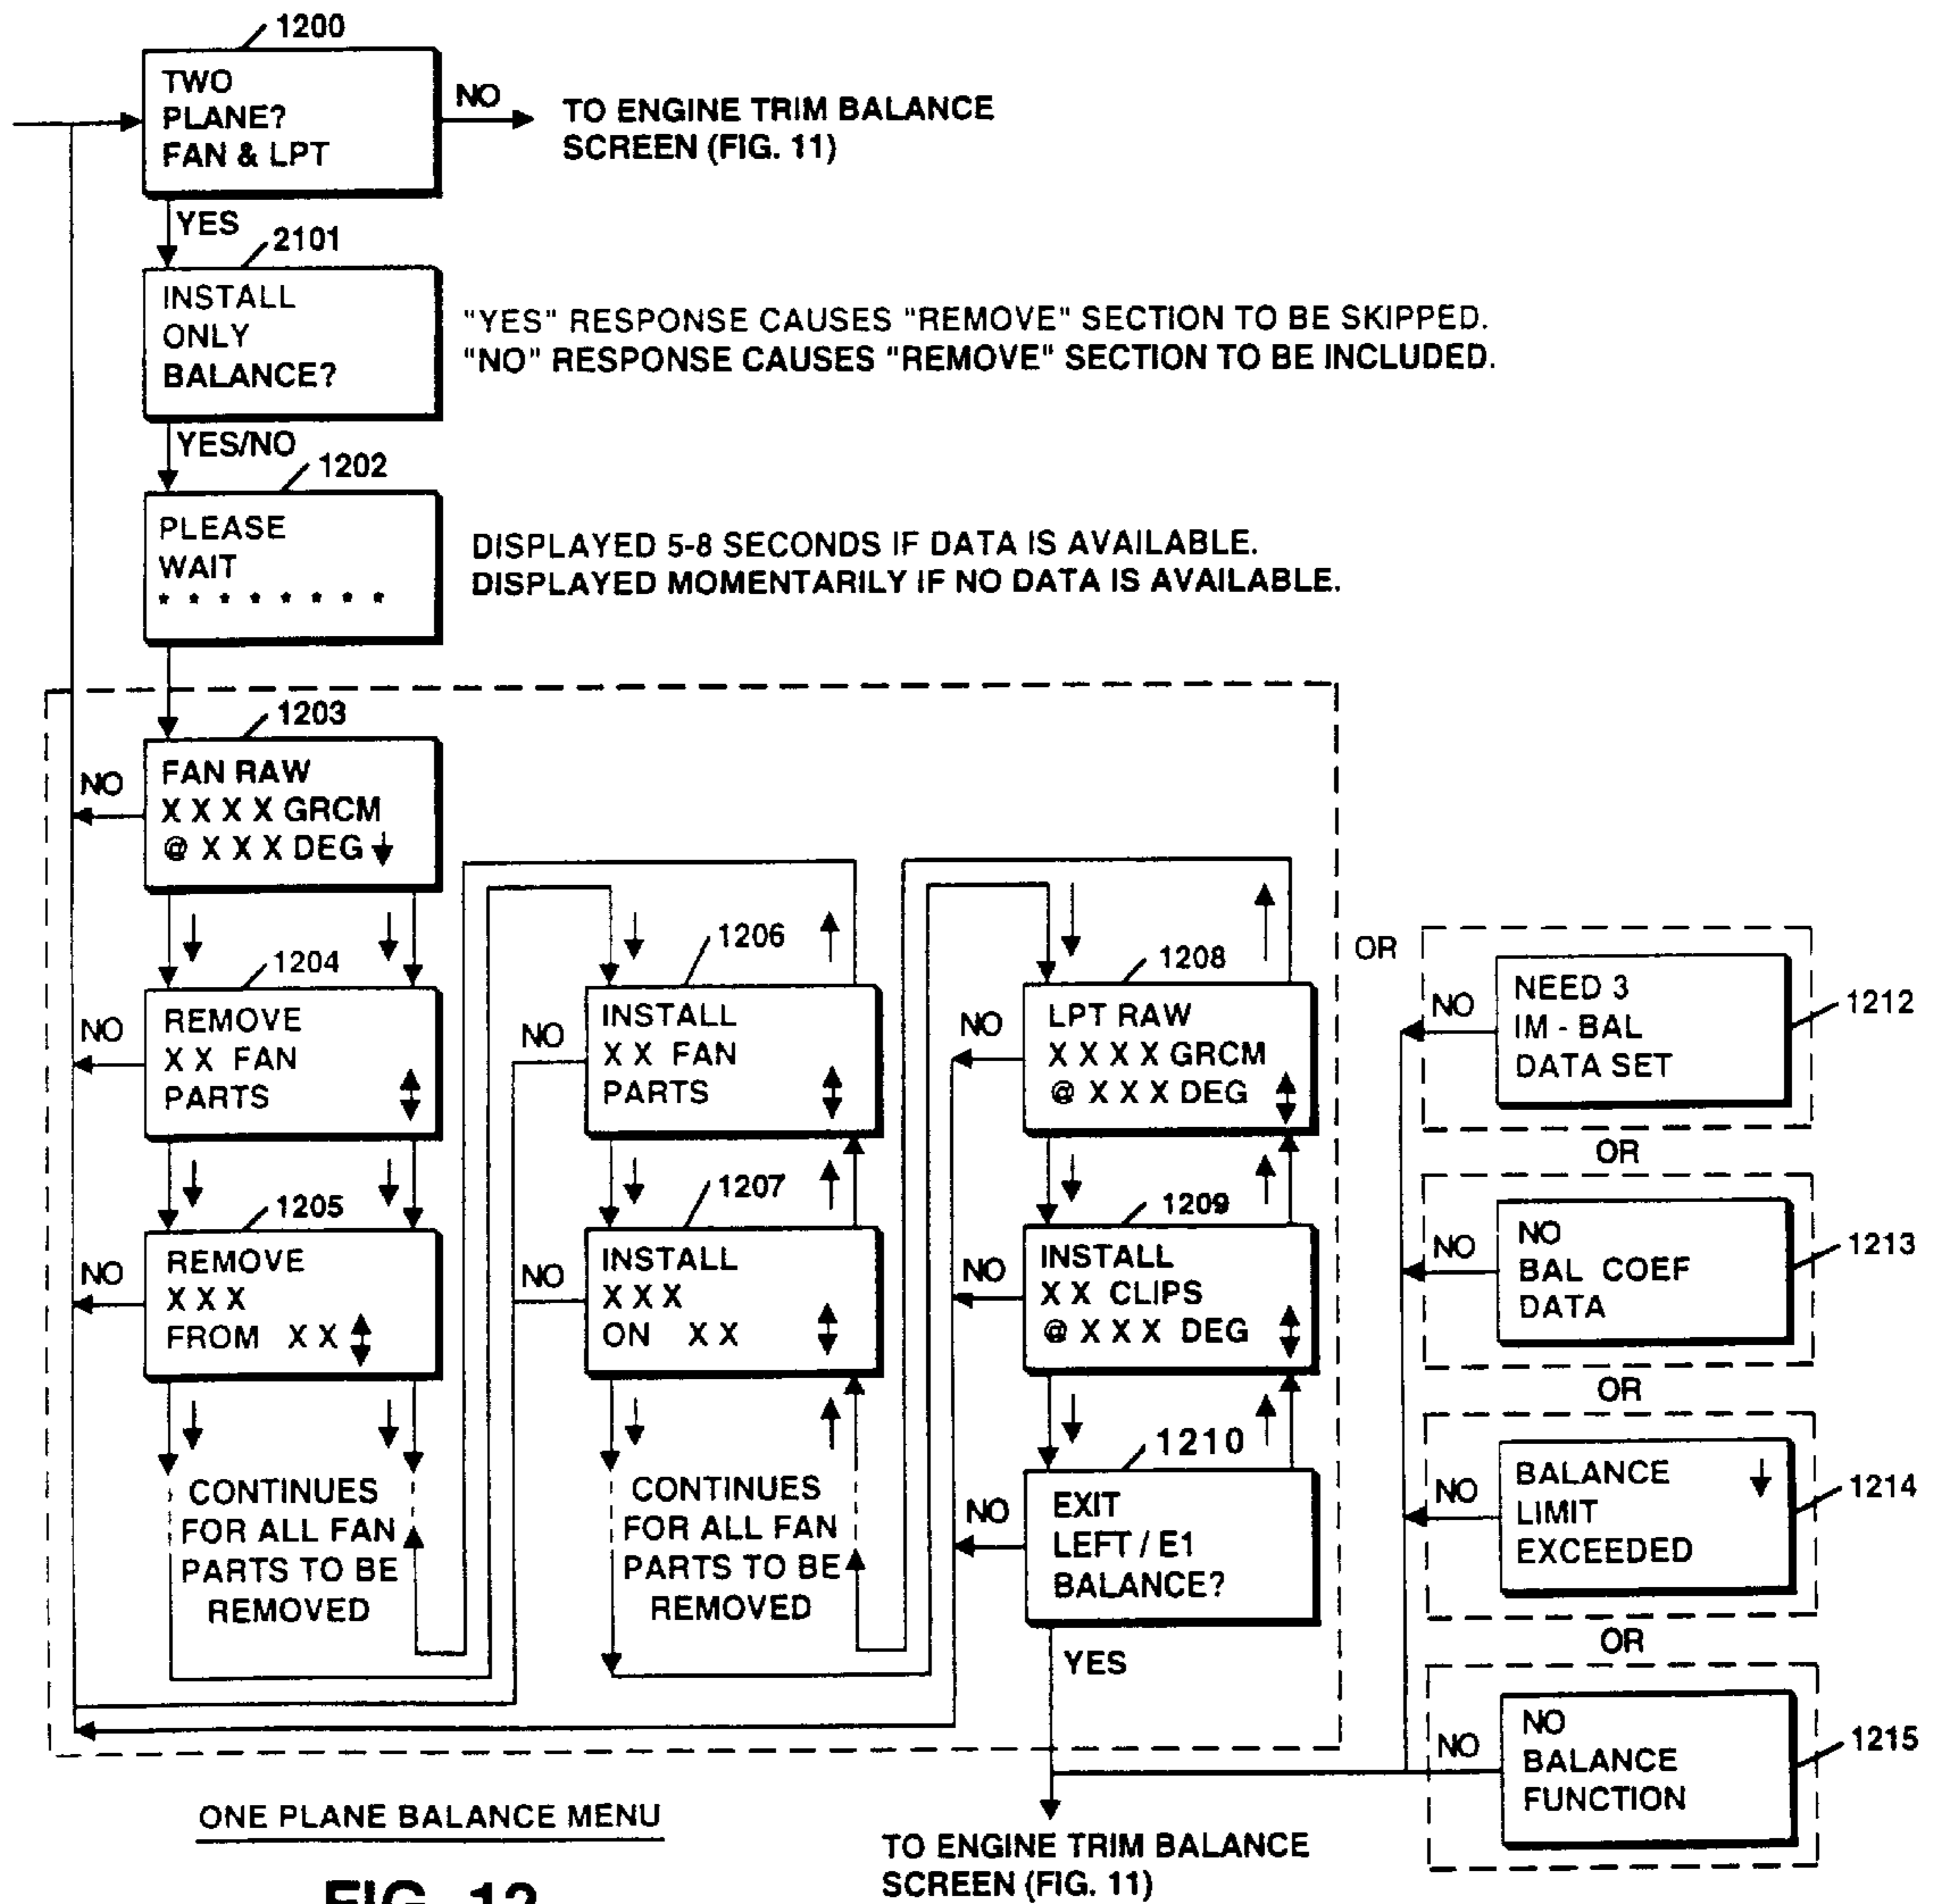 1200
TWO
PLANE?
FAN & LPT
NO
TO ENGINE TRIM BALANCE
SCREEN (FIG. 11)
YES
2101
INSTALL
ONLY
BALANCE?
"YES" RESPONSE CAUSES "REMOVE" SECTION TO BE SKIPPED.
"NO" RESPONSE CAUSES "REMOVE" SECTION TO BE INCLUDED.
YES/NO
1202
PLEASE
WAIT
* * * * * * * *
DISPLAYED 5-8 SECONDS IF DATA IS AVAILABLE.
DISPLAYED MOMENTARILY IF NO DATA IS AVAILABLE.
1203
NO
FAN RAW
X X X X GRCM
@ X X X DEG
1204
NO
REMOVE
X X FAN
PARTS
1205
NO
REMOVE
X X X
FROM X X
CONTINUES
FOR ALL FAN
PARTS TO BE
REMOVED
1206
NO
INSTALL
X X FAN
PARTS
1207
NO
INSTALL
X X X
ON X X
CONTINUES
FOR ALL FAN
PARTS TO BE
REMOVED
1208
NO
LPT RAW
X X X X GRCM
@ X X X DEG
1209
NO
INSTALL
X X CLIPS
@ X X X DEG
1210
NO
EXIT
LEFT / E1
BALANCE?
YES
OR
NO
NEED 3
IM - BAL
DATA SET
1212
OR
NO
NO
BAL COEF
DATA
1213
OR
NO
BALANCE
LIMIT
EXCEEDED
1214
OR
NO
NO
BALANCE
FUNCTION
1215
ONE PLANE BALANCE MENU
TO ENGINE TRIM BALANCE
SCREEN (FIG. 11)
FIG. 12